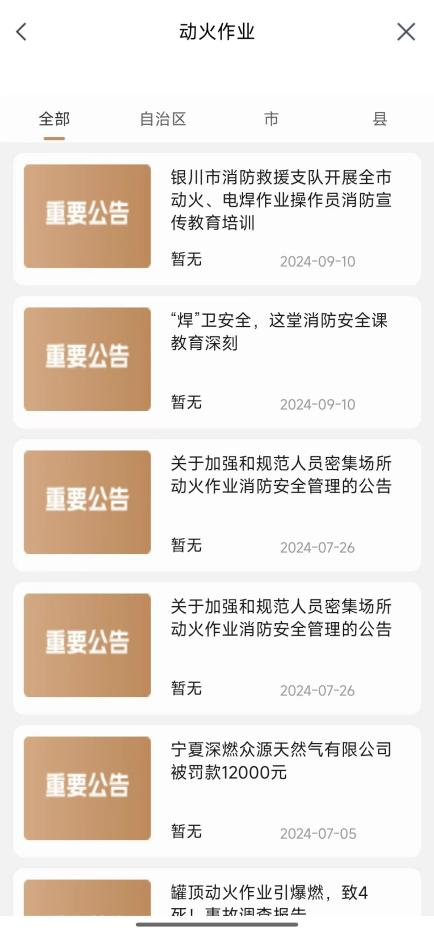 动火作业
全部
自治区
市
县
重要公告
银川市消防救援支队开展全市
动火、电焊作业操作员消防宣
传教育培训
暂无
2024-09-10
重要公告
“焊”卫安全，这堂消防安全课
教育深刻
暂无
2024-09-10
重要公告
关于加强和规范人员密集场所
动火作业消防安全管理的公告
暂无
2024-07-26
重要公告
关于加强和规范人员密集场所
动火作业消防安全管理的公告
暂无
2024-07-26
重要公告
宁夏深燃众源天然气有限公司
被罚款12000元
暂无
2024-07-05
罐顶动火作业引爆燃，致4
死！事故调查报告